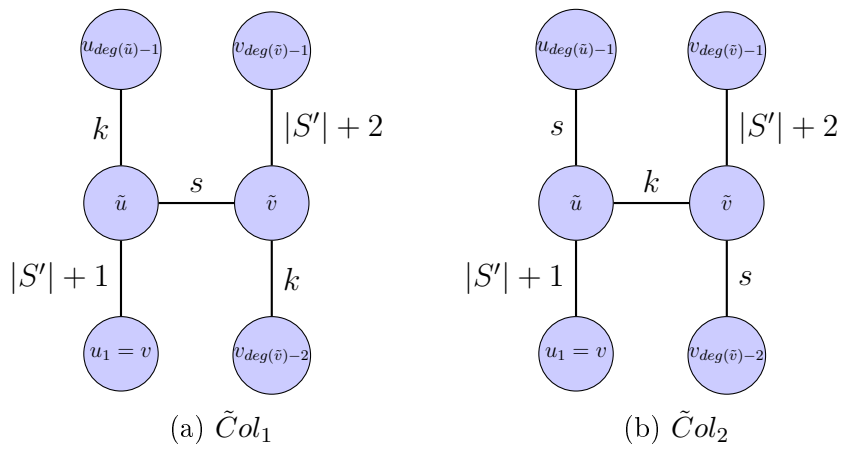 u_{deg(ũ)−1} v_{deg(ṽ)−1} u_{deg(ũ)−1} v_{deg(ṽ)−1}
k |S′| + 2 s |S′| + 2
ũ s ṽ ũ k ṽ
|S′| + 1 k |S′| + 1 s
u_1 = v v_{deg(ṽ)−2} u_1 = v v_{deg(ṽ)−2}
(a) C̃ol_1 (b) C̃ol_2